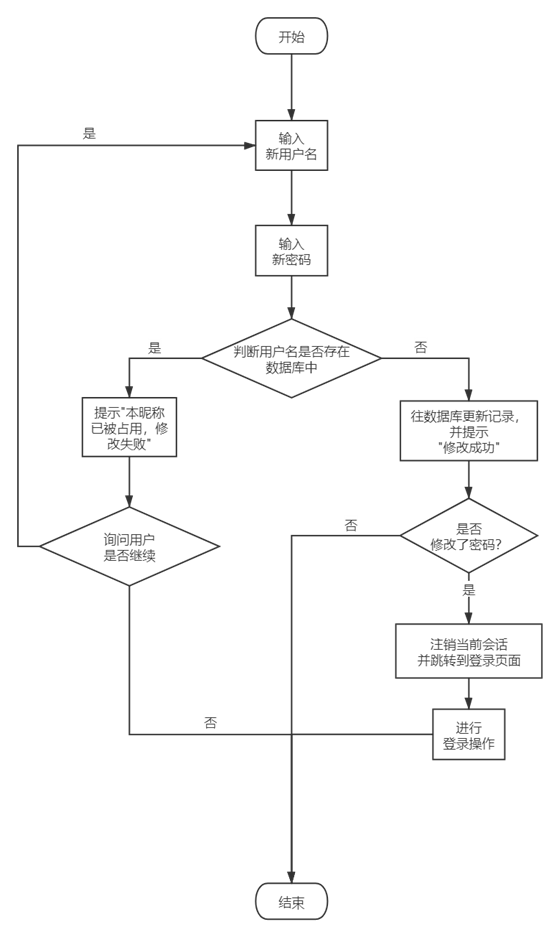 开始
是
输入
新用户名
输入
新密码
是
判断用户名是否存在
数据库中
否
提示"本昵称
已被占用，修
改失败"
往数据库更新记录，
并提示
"修改成功"
询问用户
是否继续
否
是否
修改了密码?
是
注销当前会话
并跳转到登录页面
否
进行
登录操作
结束